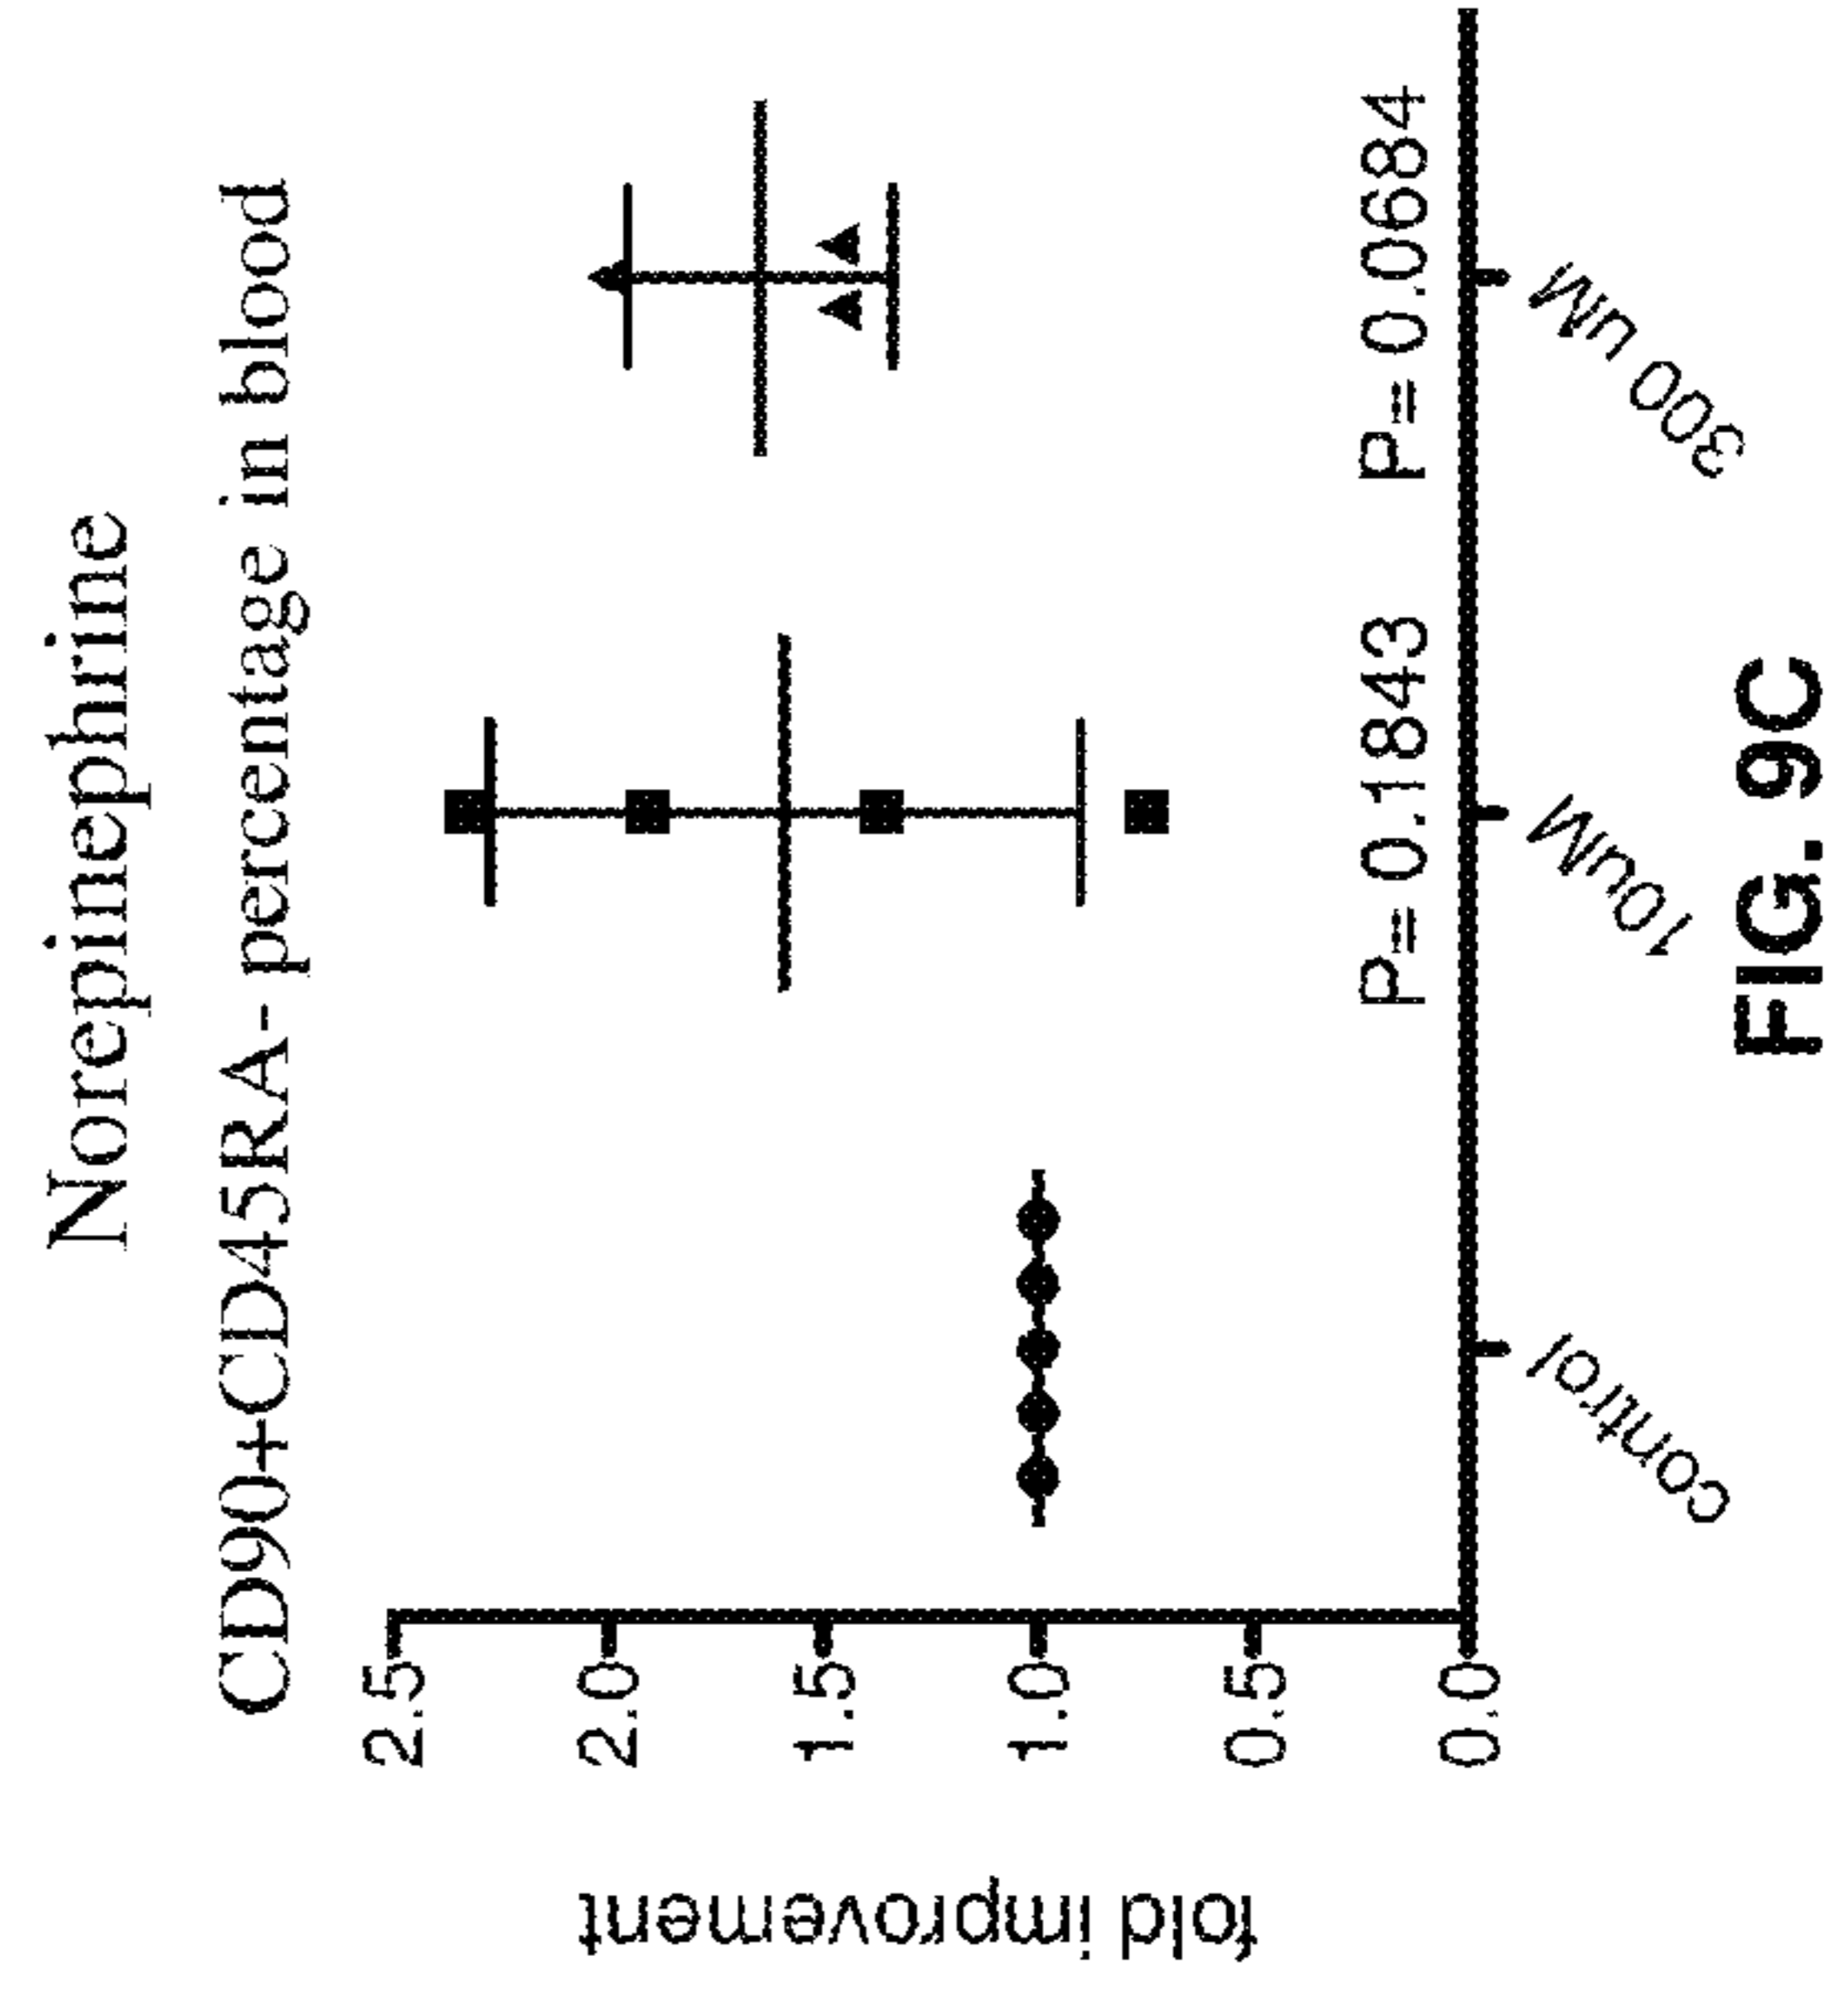 Norepinephrine
CD90+CD45RA- percentage in blood
fold improvement
2.5
2.0
1.5
1.0
0.5
0.0
P= 0.1843
P= 0.0684
control
10uM
300 uM
FIG. 9C